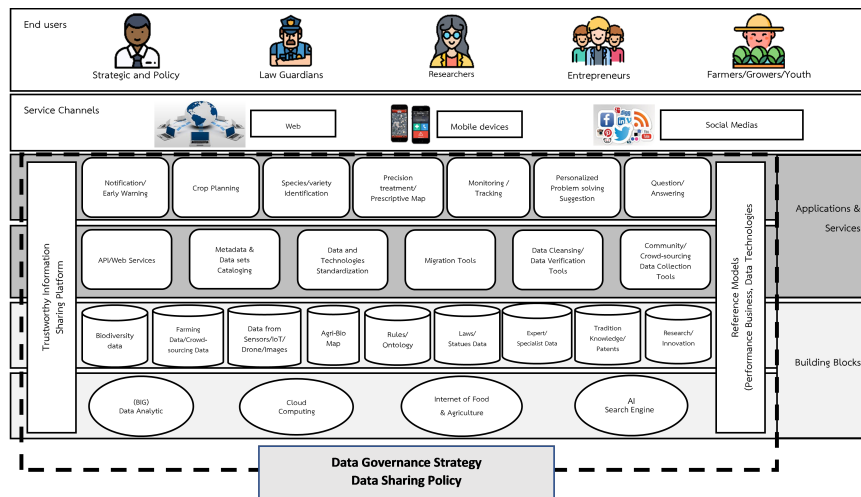 End users
Strategic and Policy
Law Guardians
Researchers
Entrepreneurs
Farmers/Growers/Youth
Service Channels
Web
Mobile devices
Social Medias
Trustworthy Information
Sharing Platform
Notification/
Early Warning
Crop Planning
Species/variety
Identification
Precision
treatment/
Prescriptive Map
Monitoring /
Tracking
Personalized
Problem solving
Suggestion
Question/
Answering
Reference Models
(Performance Business, Data Technologies
Applications &
Services
API/Web Services
Metadata &
Data sets
Cataloging
Data and
Technologies
Standardization
Migration Tools
Data Cleansing/
Data Verification
Tools
Community/
Crowd-sourcing
Data Collection
Tools
Biodiversity
data
Farming
Data/Crowd-
sourcing Data
Data from
Sensors/IoT/
Drone/Images
Agri-Bio
Map
Rules/
Ontology
Laws/
Statues Data
Expert/
Specialist Data
Tradition
Knowledge/
Patents
Research/
Innovation
Building Blocks
(BIG)
Data Analytic
Cloud
Computing
Internet of Food
& Agriculture
AI
Search Engine
Data Governance Strategy
Data Sharing Policy